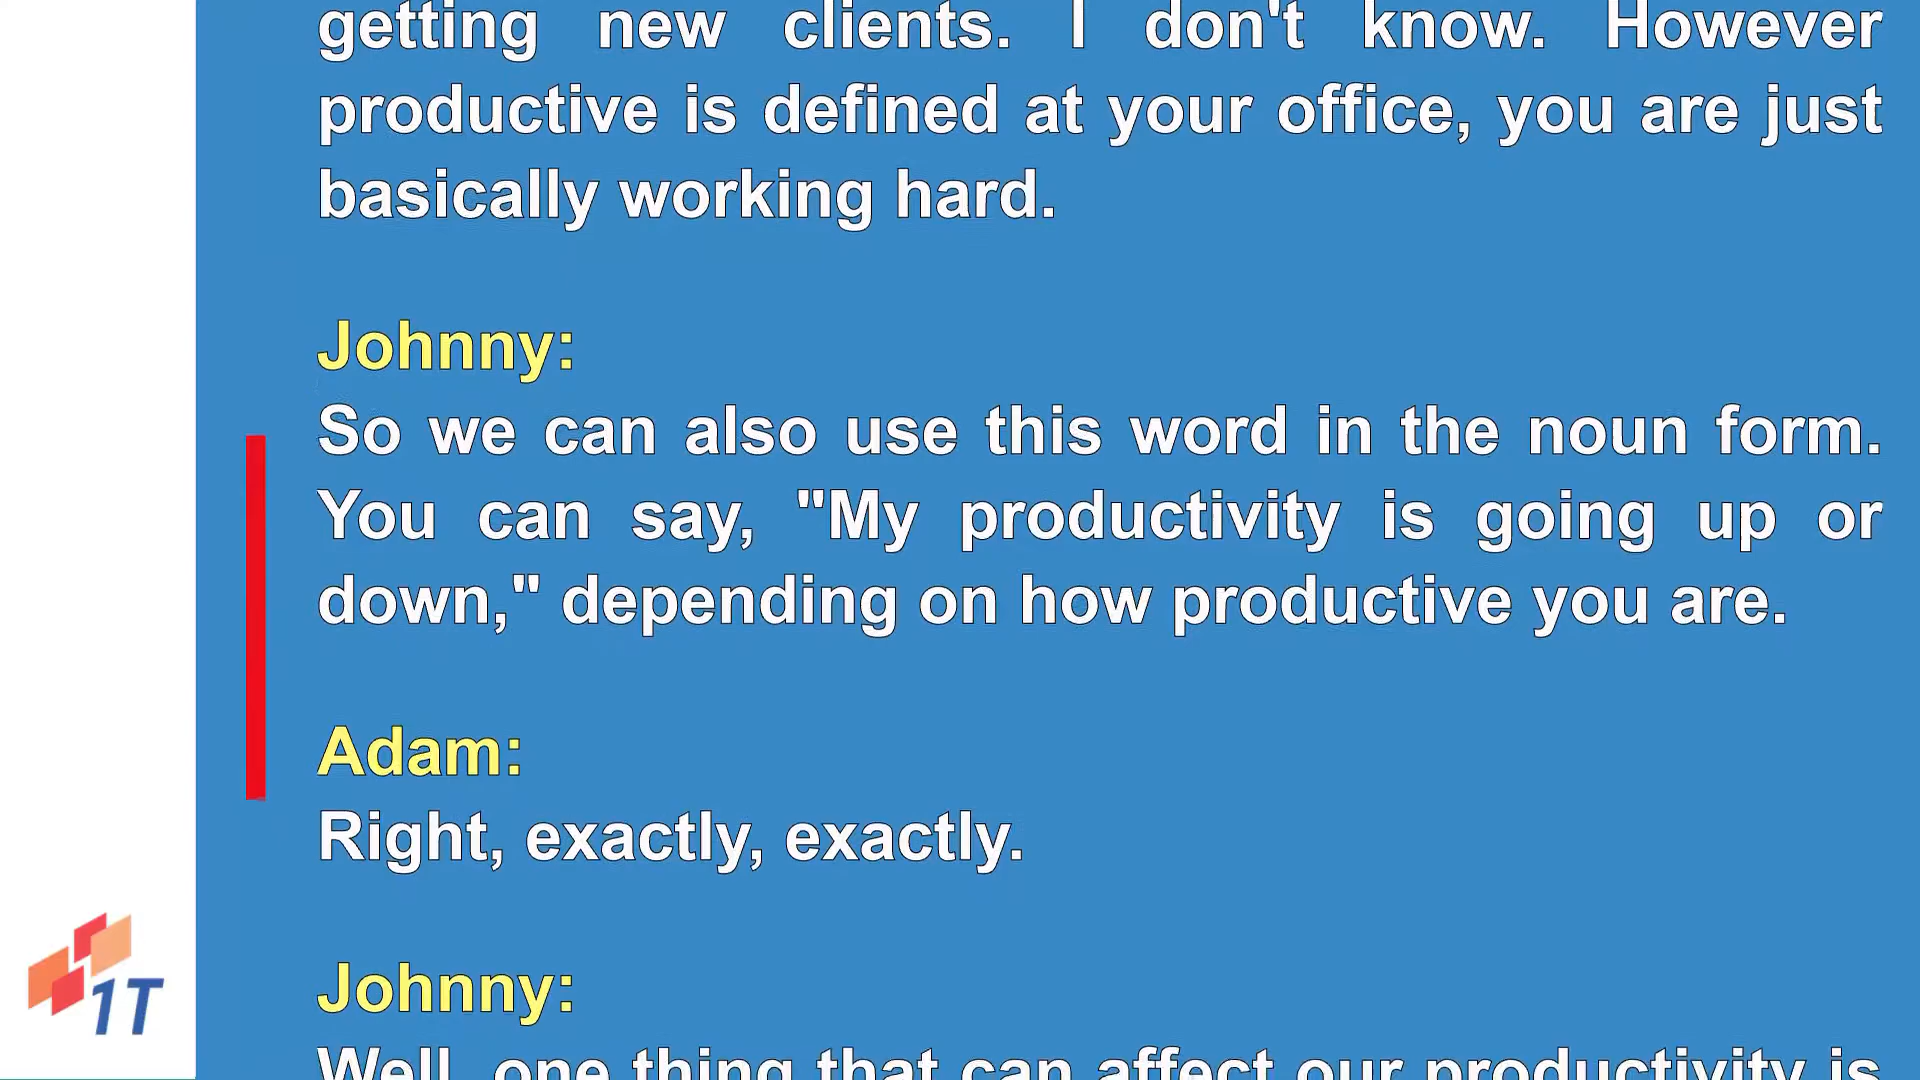 getting new clients. I don't know. However
productive is defined at your office, you are just
basically working hard.
Johnny:
So we can also use this word in the noun form.
You can say, "My productivity is going up or
down," depending on how productive you are.
Adam:
Right, exactly, exactly.
Johnny:
Well, one thing that can affect our productivity is
1T